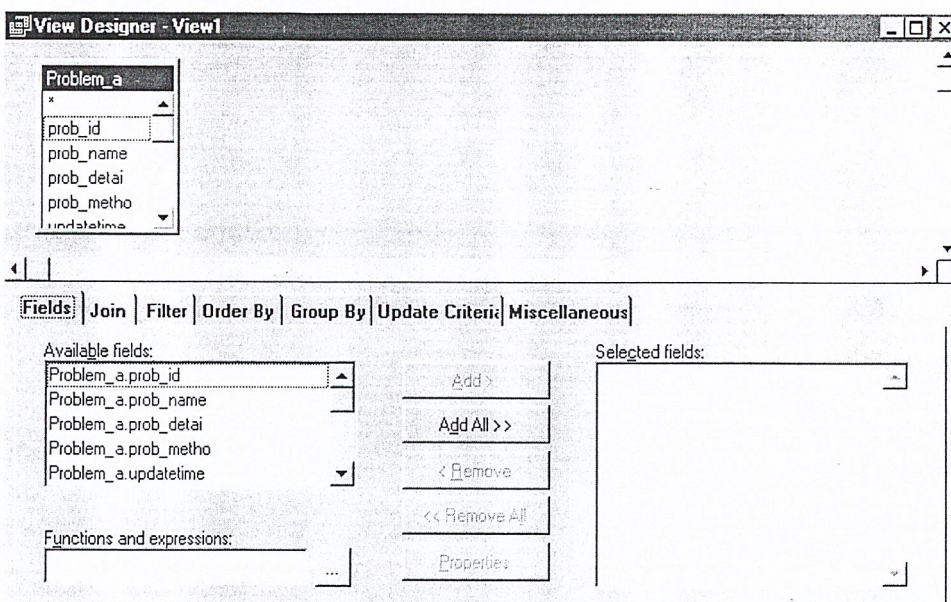 View Designer - View1
Problem_a
*
prob_id
prob_name
prob_detai
prob_metho
updatetime
Fields Join Filter Order By Group By Update Criteria Miscellaneous
Available fields:
Problem_a.prob_id
Problem_a.prob_name
Problem_a.prob_detai
Problem_a.prob_metho
Problem_a.updatetime
Functions and expressions:
...
Add >
Add All >>
< Remove
<< Remove All
Properties
Selected fields: